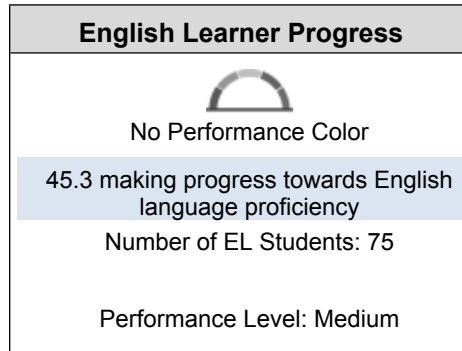 English Learner Progress
No Performance Color
45.3 making progress towards English
language proficiency
Number of EL Students: 75
Performance Level: Medium